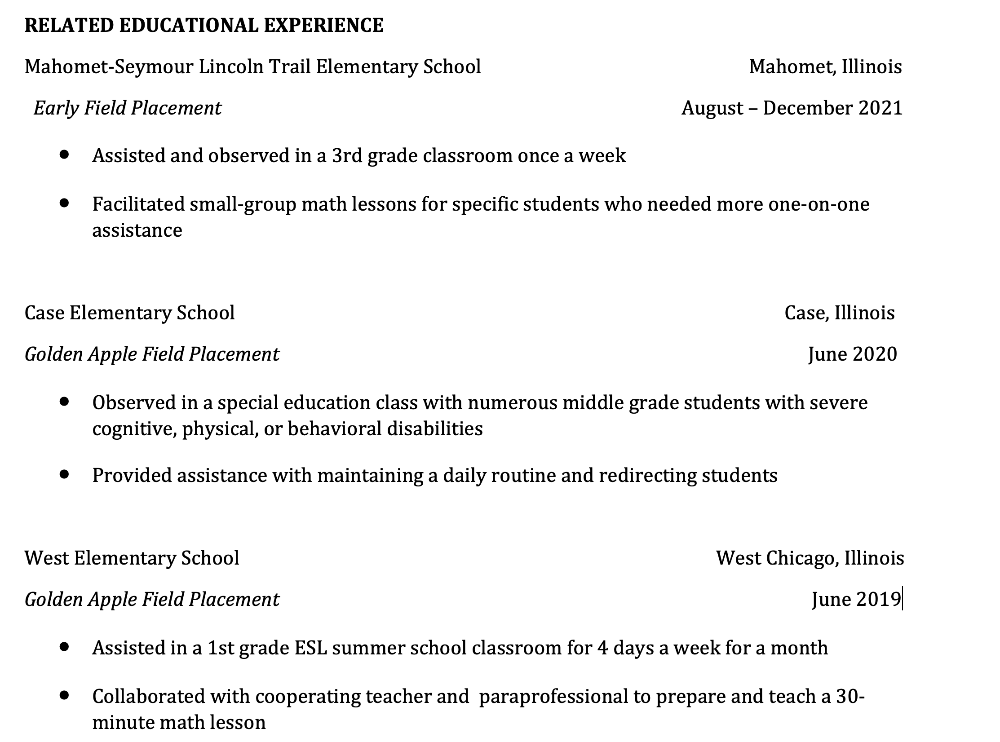 RELATED EDUCATIONAL EXPERIENCE
Mahomet-Seymour Lincoln Trail Elementary School Mahomet, Illinois
Early Field Placement August – December 2021
● Assisted and observed in a 3rd grade classroom once a week
● Facilitated small-group math lessons for specific students who needed more one-on-one
assistance
Case Elementary School Case, Illinois
Golden Apple Field Placement June 2020
● Observed in a special education class with numerous middle grade students with severe
cognitive, physical, or behavioral disabilities
● Provided assistance with maintaining a daily routine and redirecting students
West Elementary School West Chicago, Illinois
Golden Apple Field Placement June 2019
● Assisted in a 1st grade ESL summer school classroom for 4 days a week for a month
● Collaborated with cooperating teacher and  paraprofessional to prepare and teach a 30-
minute math lesson